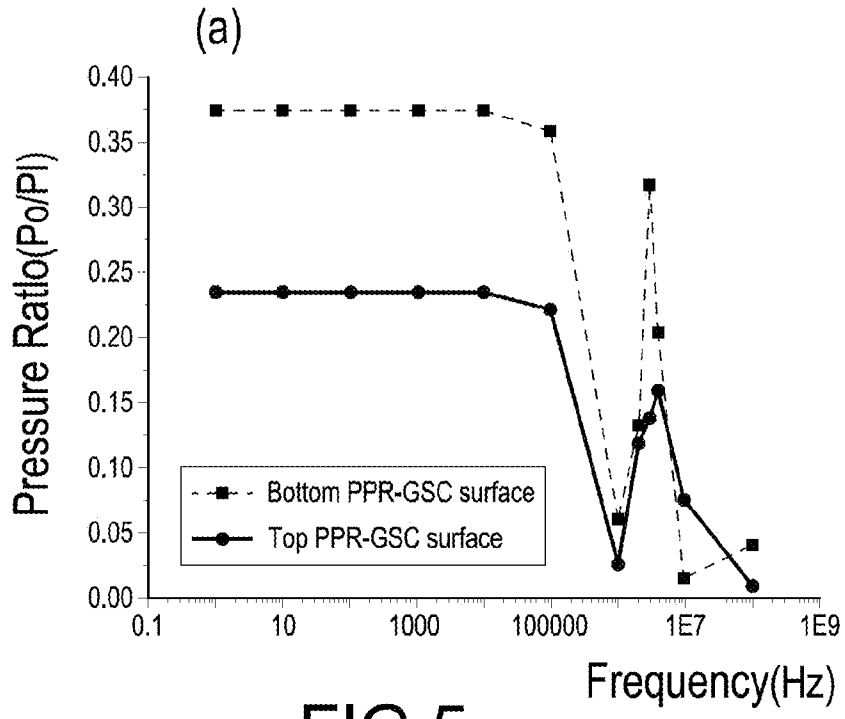 (a)
Pressure Ratio(Po/PI)
0.40
0.35
0.30
0.25
0.20
0.15
0.10
0.05
0.00
Bottom PPR-GSC surface
Top PPR-GSC surface
0.1 10 1000 100000 1E7 1E9
Frequency(Hz)
FIG.5